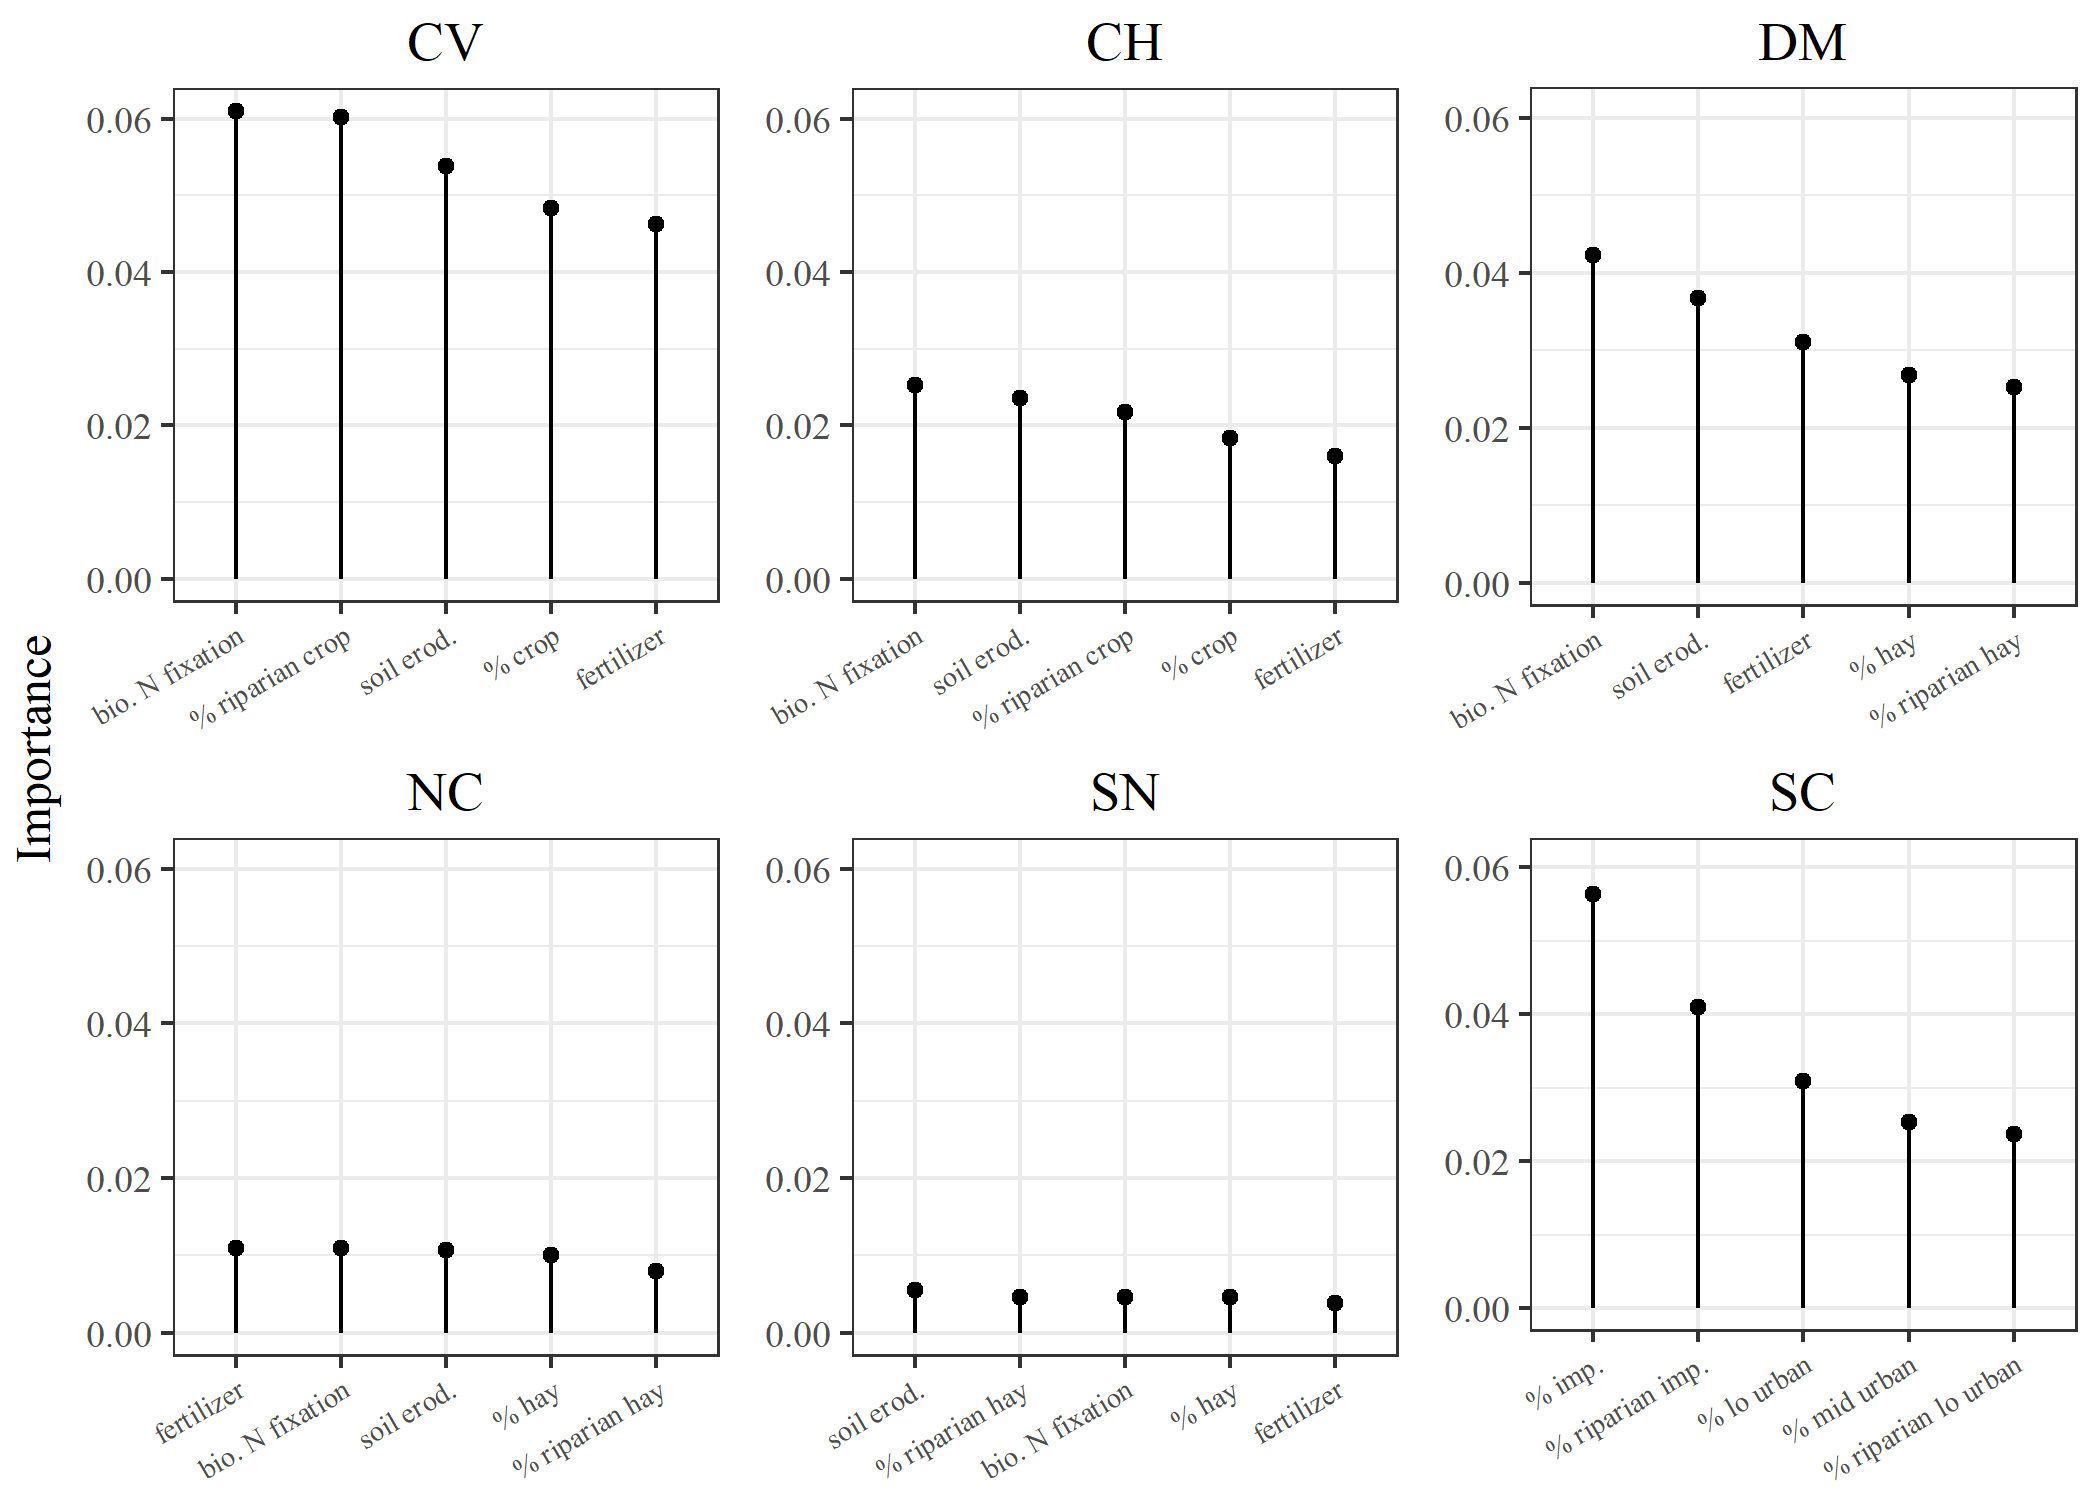 CV
CH
DM
Importance
0.06
0.04
0.02
0.00
bio. N fixation
% riparian crop
soil erod.
% crop
fertilizer
0.06
0.04
0.02
0.00
bio. N fixation
soil erod.
% riparian crop
% crop
fertilizer
0.06
0.04
0.02
0.00
bio. N fixation
soil erod.
fertilizer
% hay
% riparian hay
NC
SN
SC
0.06
0.04
0.02
0.00
fertilizer
bio. N fixation
soil erod.
% hay
% riparian hay
0.06
0.04
0.02
0.00
soil erod.
% riparian hay
bio. N fixation
% hay
fertilizer
0.06
0.04
0.02
0.00
% imp.
% riparian imp.
% lo urban
% mid urban
% riparian lo urban